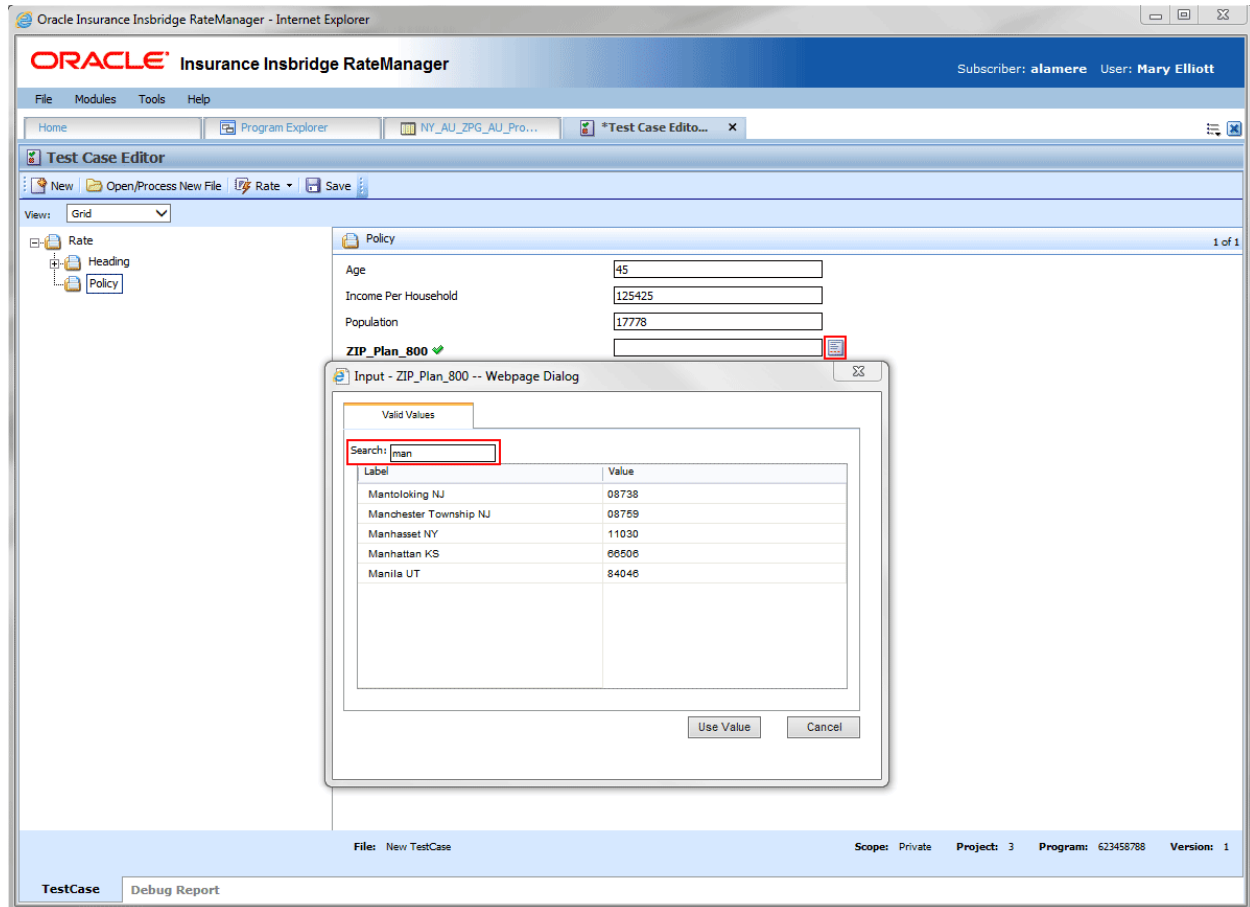 Oracle Insurance Insbridge RateManager - Internet Explorer
ORACLE Insurance Insbridge RateManager
Subscriber: alamere User: Mary Elliott
File Modules Tools Help
Home Program Explorer NY_AU_ZPG_AU_Pro... *Test Case Edito... x
Test Case Editor
New Open/Process New File Rate Save
View: Grid
Rate
Heading
Policy
Policy 1 of 1
Age 45
Income Per Household 125425
Population 17778
ZIP_Plan_800
Input - ZIP_Plan_800 -- Webpage Dialog
Valid Values
Search: man
Label Value
Mantoloking NJ 08738
Manchester Township NJ 08759
Manhasset NY 11030
Manhattan KS 66506
Manila UT 84046
Use Value Cancel
File: New TestCase Scope: Private Project: 3 Program: 623458788 Version: 1
TestCase Debug Report